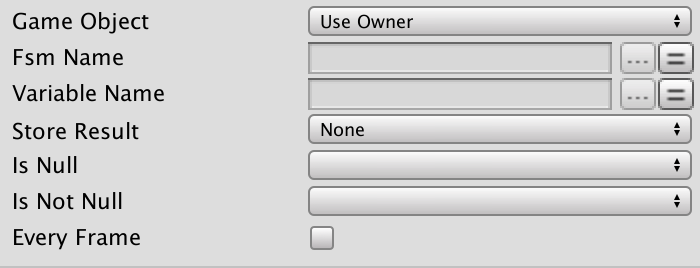 Game Object Use Owner
Fsm Name ... =
Variable Name ... =
Store Result None
Is Null
Is Not Null
Every Frame